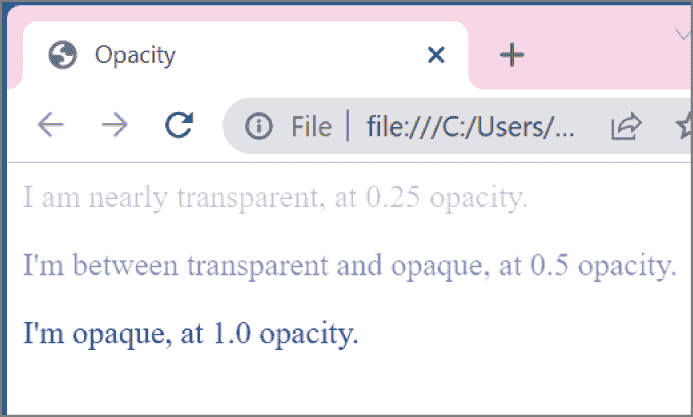 Opacity
File file:///C:/Users/...
I am nearly transparent, at 0.25 opacity.
I'm between transparent and opaque, at 0.5 opacity.
I'm opaque, at 1.0 opacity.